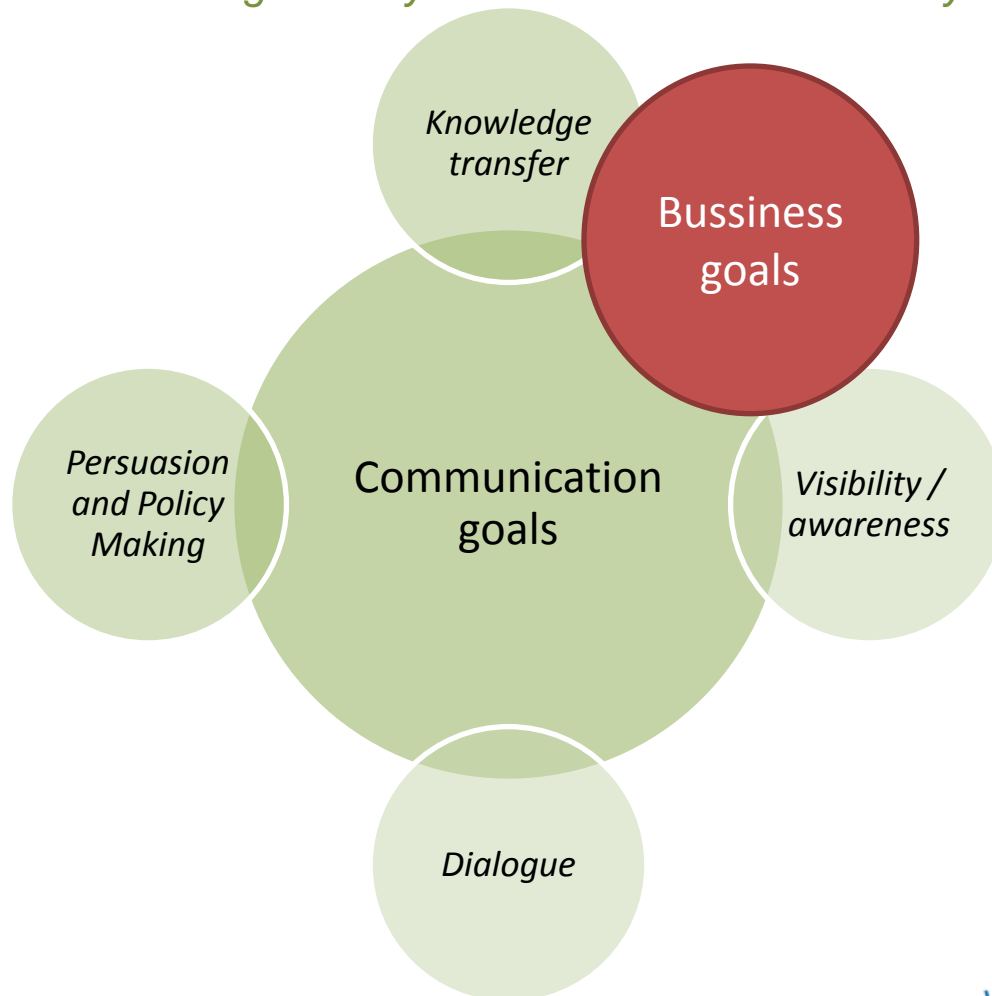 Knowledge
transfer
Bussiness
goals
Persuasion
and Policy
Making
Communication
goals
Visibility /
awareness
Dialogue